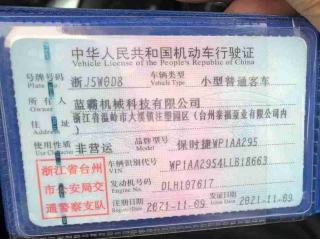 中华人民共和国机动车行驶证
Vehicle License of the People's Republic of China
号牌号码 浙J5W0D8 车辆类型 小型普通客车
Plate No. Vehicle Type
所有人 蓝霸机械科技有限公司
Owner
浙江省温岭市大溪镇注塑园区（台州泰福泵业有限公司内）
使用性质 非营运 品牌型号 保时捷WP1AA295
Use Character Model
浙江省台州市公安局交通警察支队
车辆识别代号 WP1AA2954LLB18663
VIN
发动机号码 DLH107617
Engine No.
注册日期 2021-11-09 发证日期 2021-11-09
Register Date Issue Date